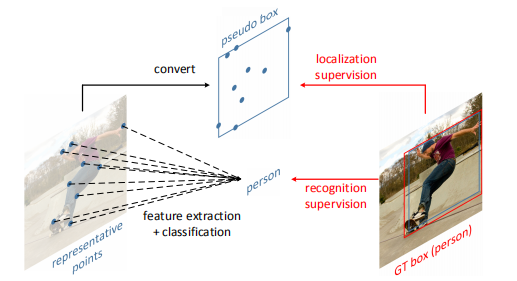 pseudo box
convert
localization
supervision
person
recognition
supervision
feature extraction
+ classification
representative
points
GT box (person)